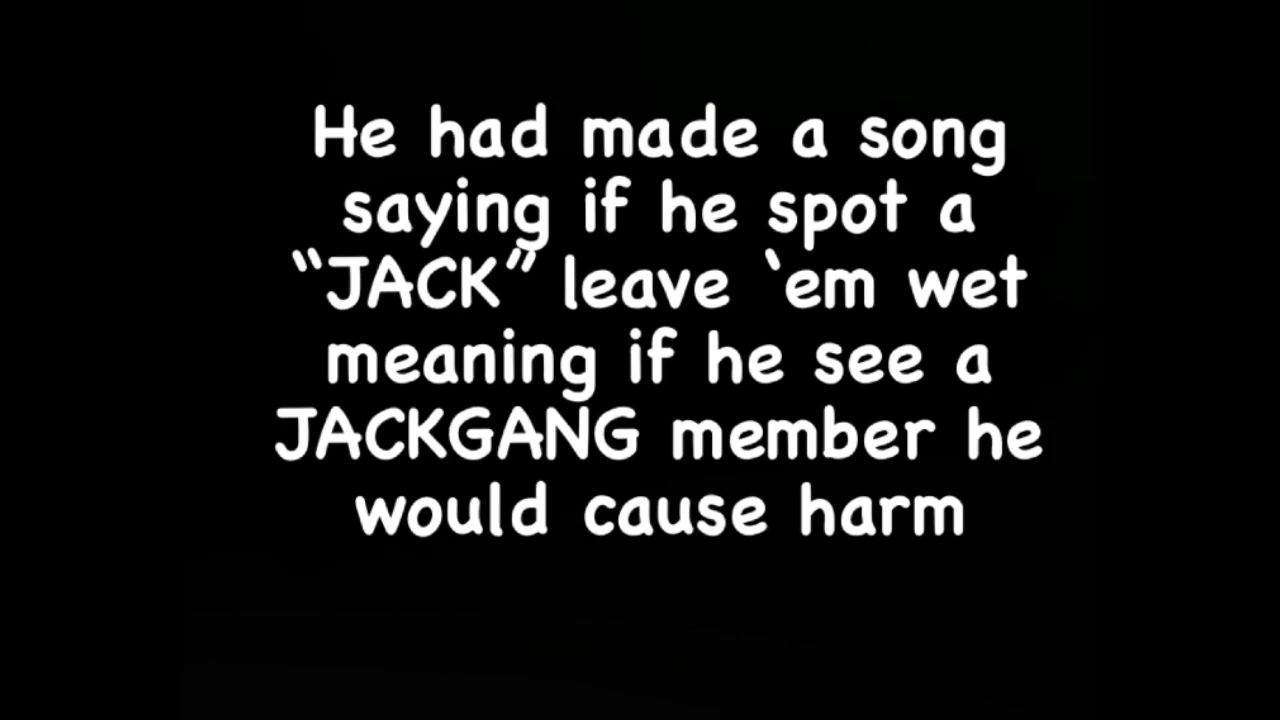 He had made a song
saying if he spot a
“JACK” leave ‘em wet
meaning if he see a
JACKGANG member he
would cause harm